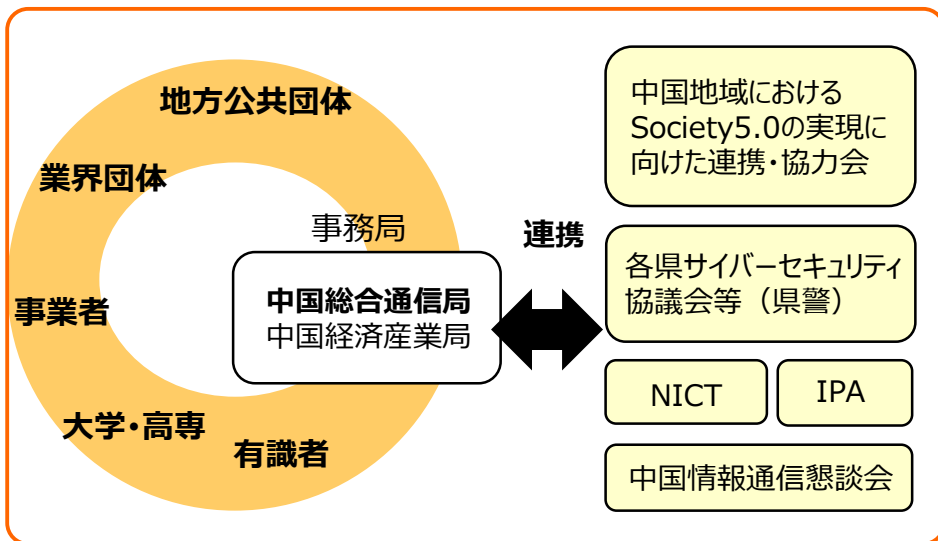 地方公共団体
業界団体
事業者
大学・高専
有識者
事務局
中国総合通信局
中国経済産業局
連携
中国地域における
Society5.0の実現に
向けた連携・協力会
各県サイバーセキュリティ
協議会等（県警）
NICT
IPA
中国情報通信懇談会